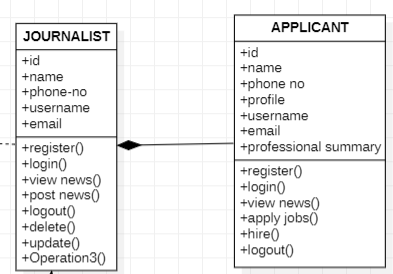 JOURNALIST
+id
+name
+phone-no
+username
+email
+register()
+login()
+view news()
+post news()
+logout()
+delete()
+update()
+Operation3()
APPLICANT
+id
+name
+phone no
+profile
+username
+email
+professional summary
+register()
+login()
+view news()
+apply jobs()
+hire()
+logout()